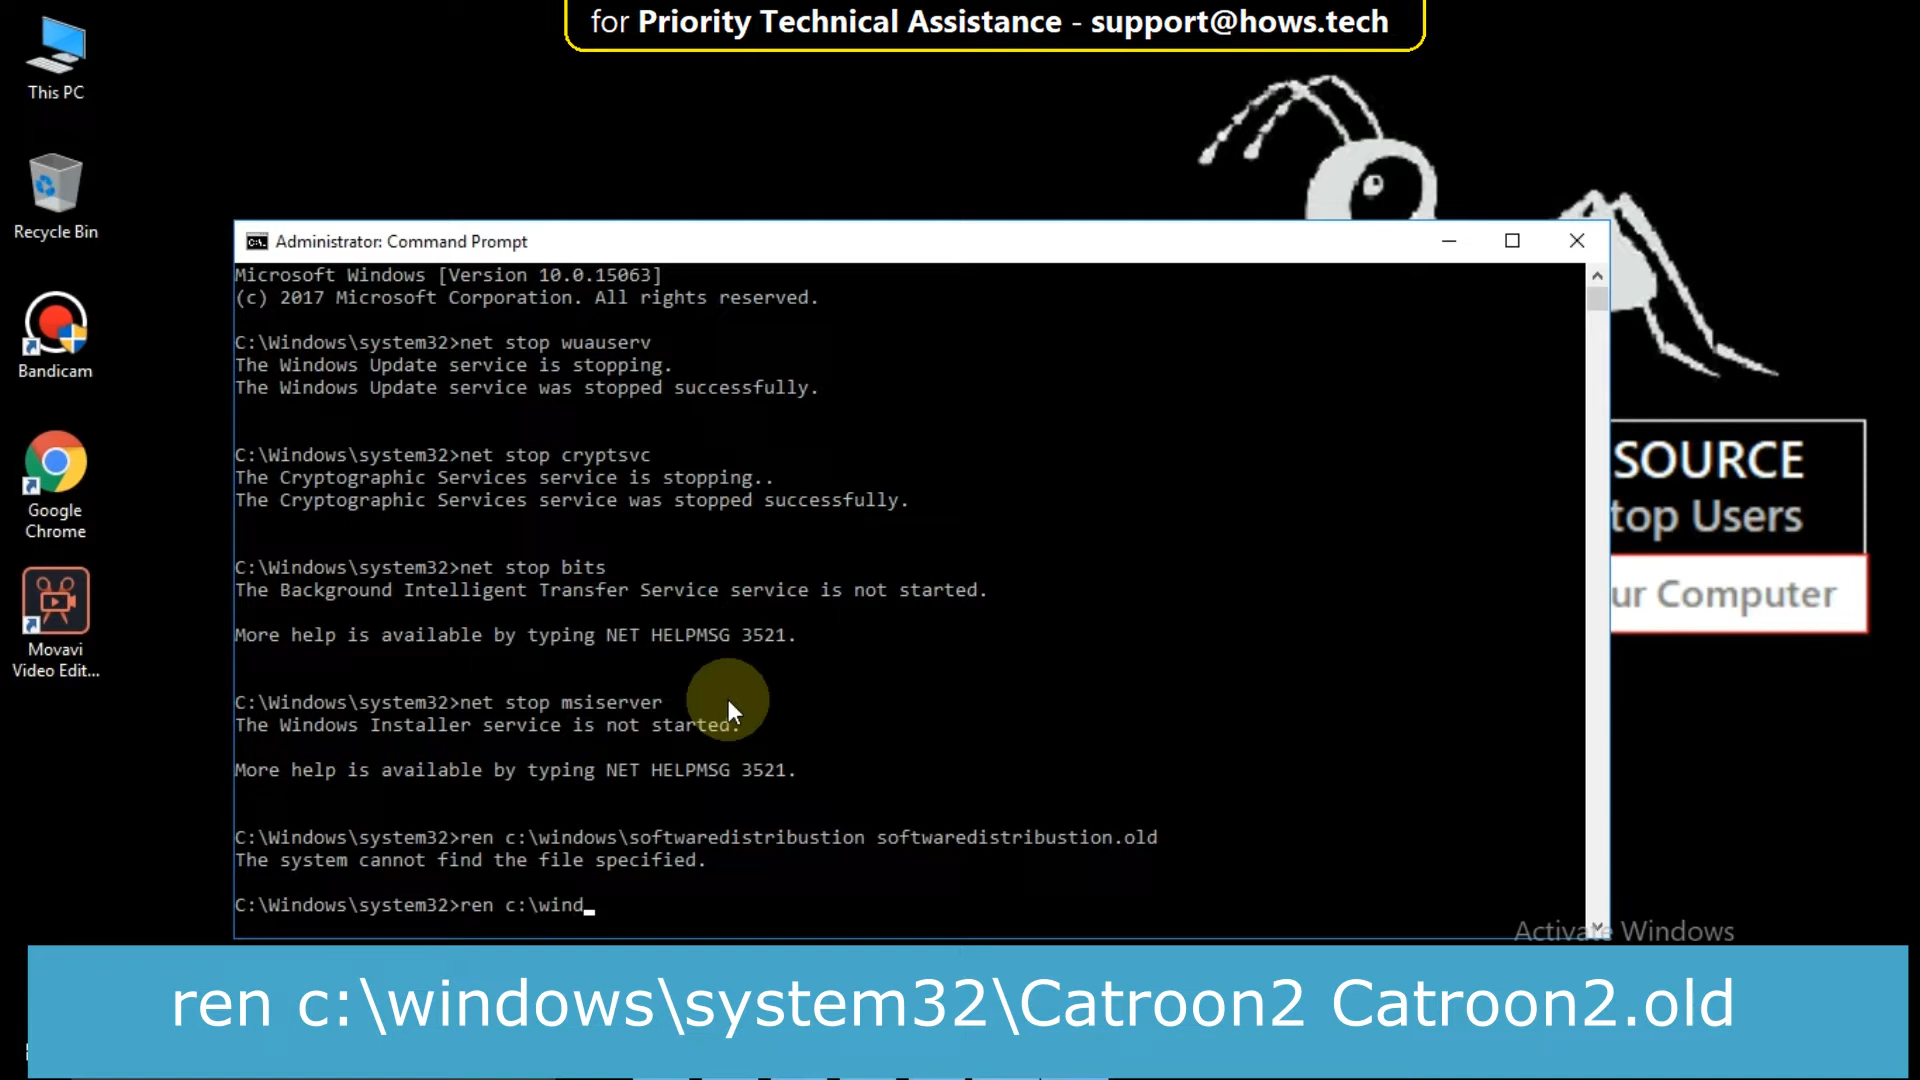 for Priority Technical Assistance - support@hows.tech
This PC
Recycle Bin
Bandicam
Google
Chrome
Movavi
Video Edit...
Administrator: Command Prompt
Microsoft Windows [Version 10.0.15063]
(c) 2017 Microsoft Corporation. All rights reserved.
C:\Windows\system32>net stop wuauserv
The Windows Update service is stopping.
The Windows Update service was stopped successfully.
C:\Windows\system32>net stop cryptsvc
The Cryptographic Services service is stopping..
The Cryptographic Services service was stopped successfully.
C:\Windows\system32>net stop bits
The Background Intelligent Transfer Service service is not started.
More help is available by typing NET HELPMSG 3521.
C:\Windows\system32>net stop msiserver
The Windows Installer service is not started.
More help is available by typing NET HELPMSG 3521.
C:\Windows\system32>ren c:\windows\softwaredistribustion softwaredistribustion.old
The system cannot find the file specified.
C:\Windows\system32>ren c:\wind
SOURCE
top Users
ur Computer
Activate Windows
ren c:\windows\system32\Catroon2 Catroon2.old